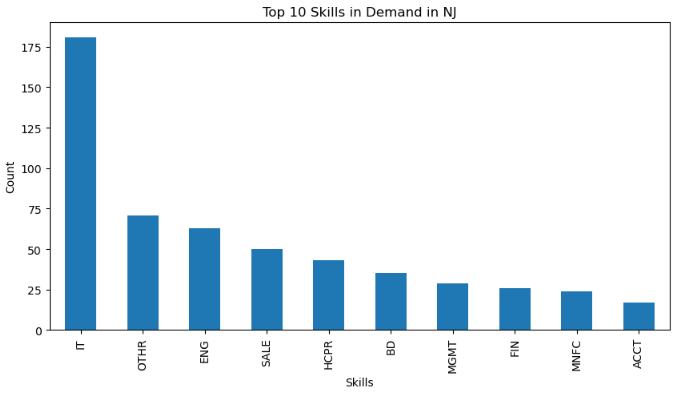 Top 10 Skills in Demand in NJ
Count
175
150
125
100
75
50
25
0
IT
OTHR
ENG
SALE
HCPR
BD
MGMT
FIN
MNFC
ACCT
Skills